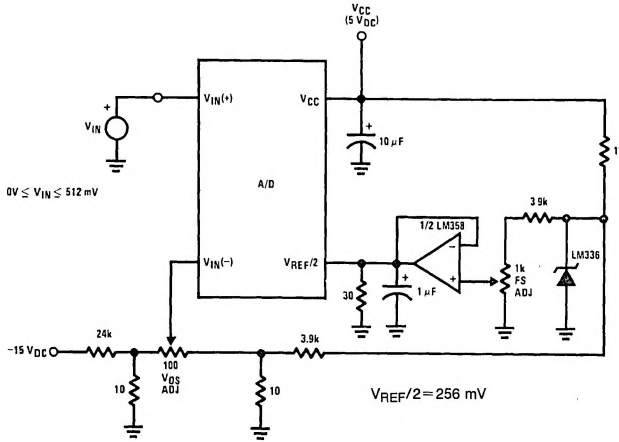 VCC
(5 VDC)
VIN(+)
VCC
+
VIN
+
10 µF
A/D
0V ≤ VIN ≤ 512 mV
3.9k
1/2 LM358
−
+
VIN(−)
VREF/2
+
30
1 µF
1k
FS
ADJ
LM336
24k
−15 VDC
3.9k
10
100
VOS
ADJ
10
VREF/2=256 mV